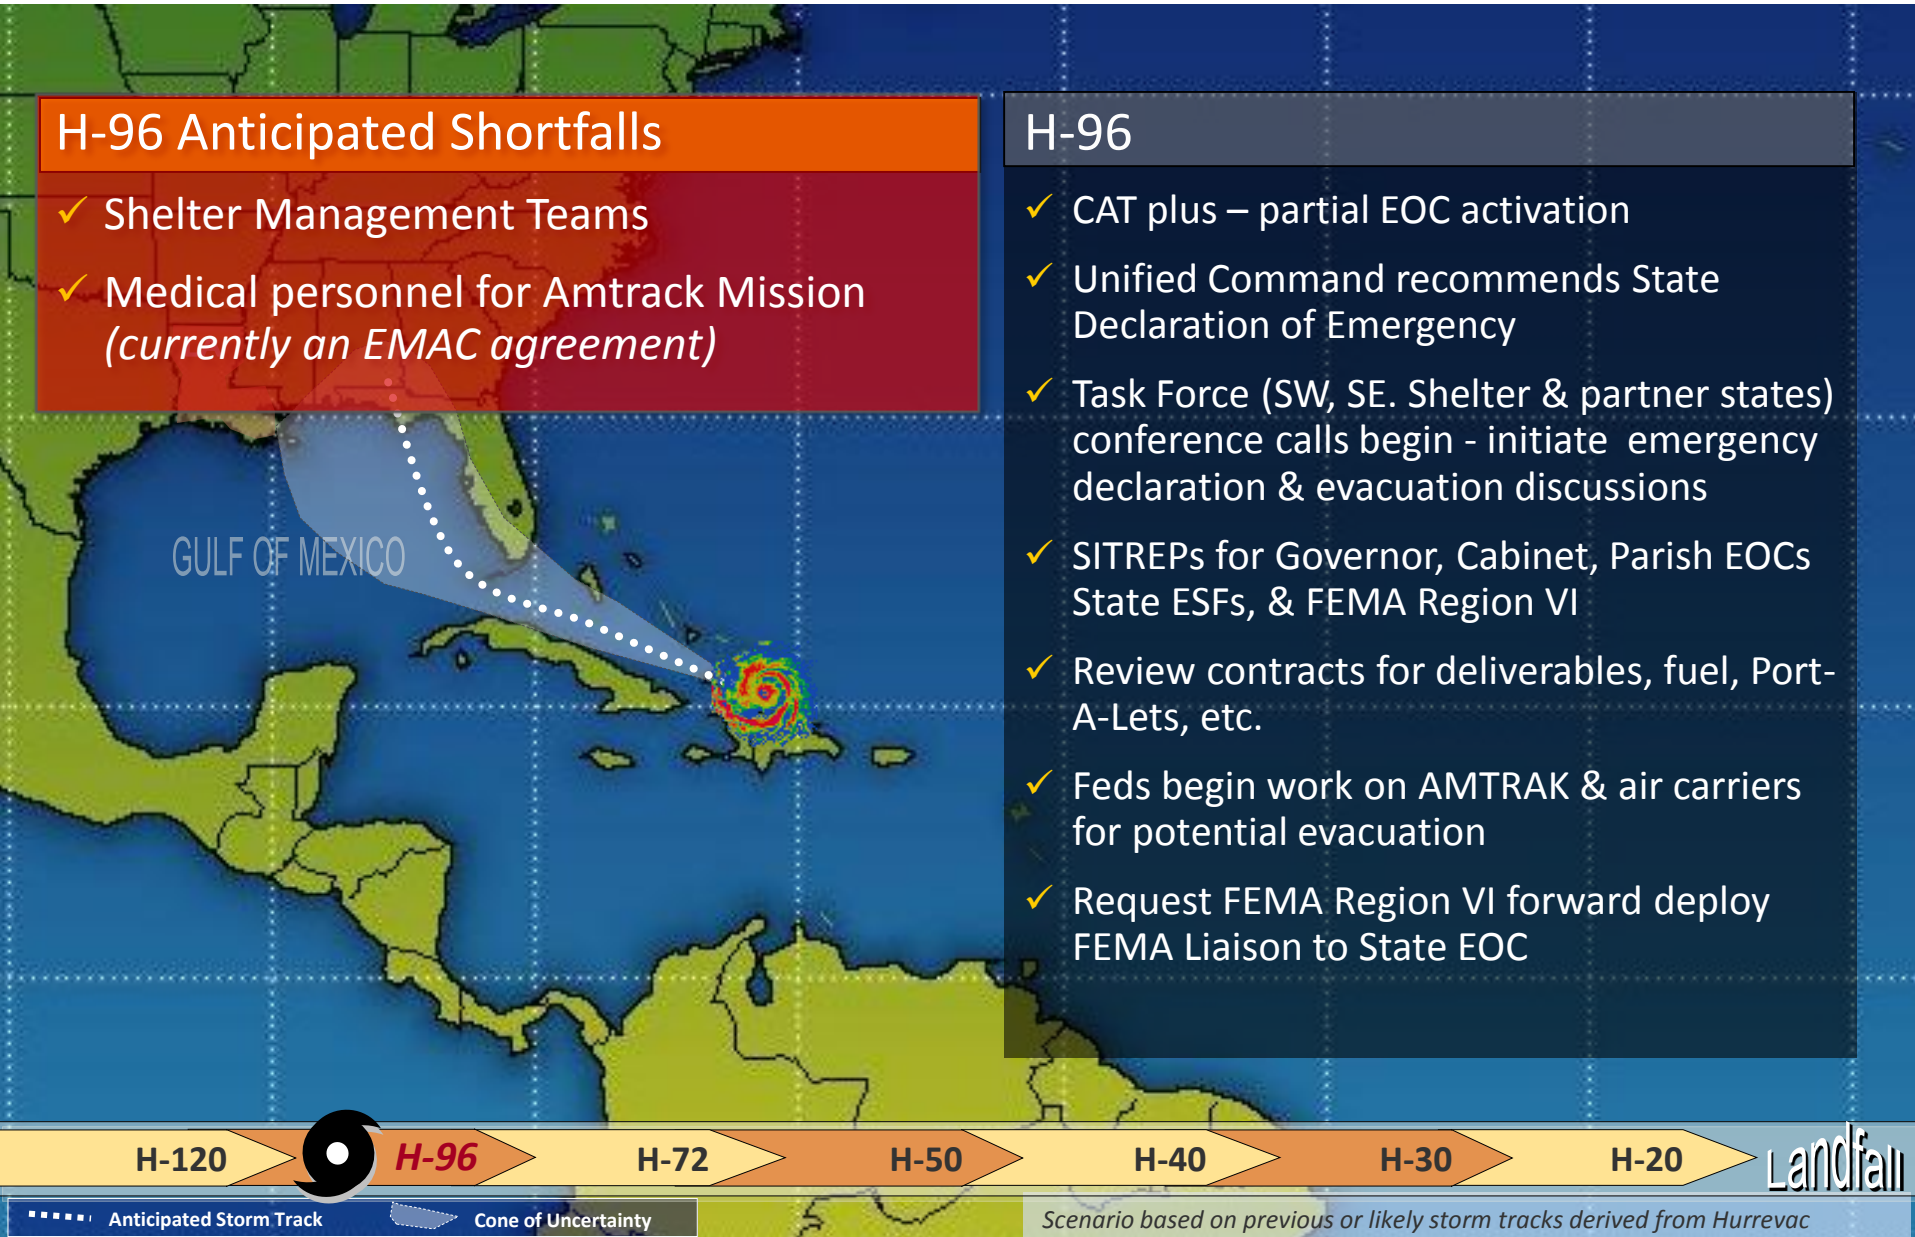 H-96 Anticipated Shortfalls
Shelter Management Teams
Medical personnel for Amtrack Mission
(currently an EMAC agreement)
H-96
CAT plus – partial EOC activation
Unified Command recommends State
Declaration of Emergency
Task Force (SW, SE. Shelter & partner states)
conference calls begin - initiate  emergency
declaration & evacuation discussions
SITREPs for Governor, Cabinet, Parish EOCs
State ESFs, & FEMA Region VI
Review contracts for deliverables, fuel, Port-
A-Lets, etc.
Feds begin work on AMTRAK & air carriers
for potential evacuation
Request FEMA Region VI forward deploy
FEMA Liaison to State EOC
GULF OF MEXICO
H-120
H-96
H-72
H-50
H-40
H-30
H-20
Landfall
Anticipated Storm Track
Cone of Uncertainty
Scenario based on previous or likely storm tracks derived from Hurrevac